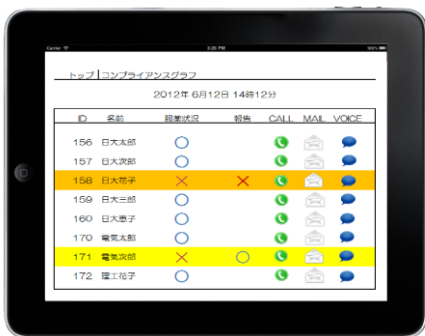 Carrier 3:25 PM 100%
トップ | コンプライアンスグラフ
2012年 6月12日 14時12分
ID 名前 服薬状況 報告 CALL MAIL VOICE
156 日大太郎 ○
157 日大次郎 ○
158 日大花子 × ×
159 日大三郎 ○
160 日大恵子 ○
170 電気太郎 ○
171 電気次郎 × ○
172 理工花子 ○